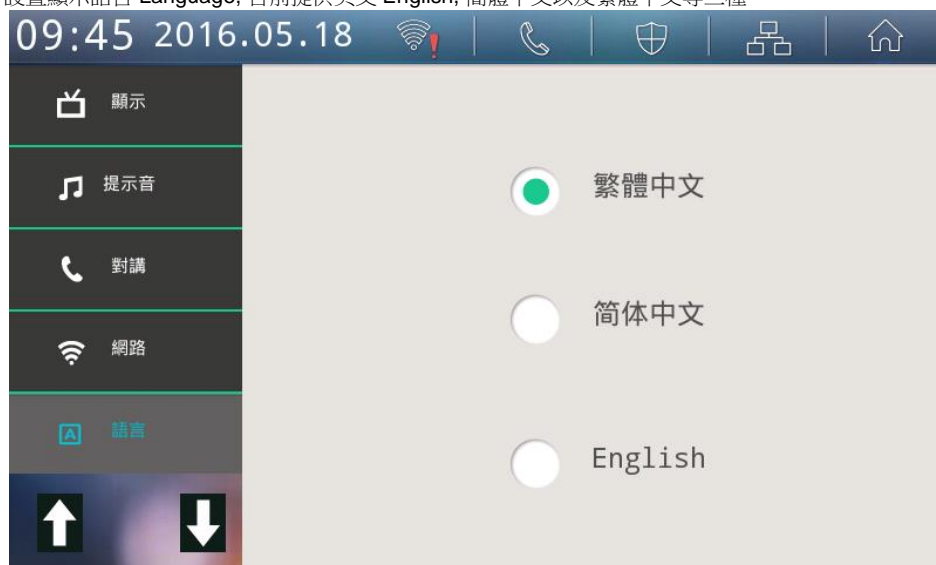 設置顯示語言 Language, 目前提供英文 English, 簡體中文以及繁體中文等三種
09:45 2016.05.18
顯示
提示音
對講
網路
語言
繁體中文
简体中文
English